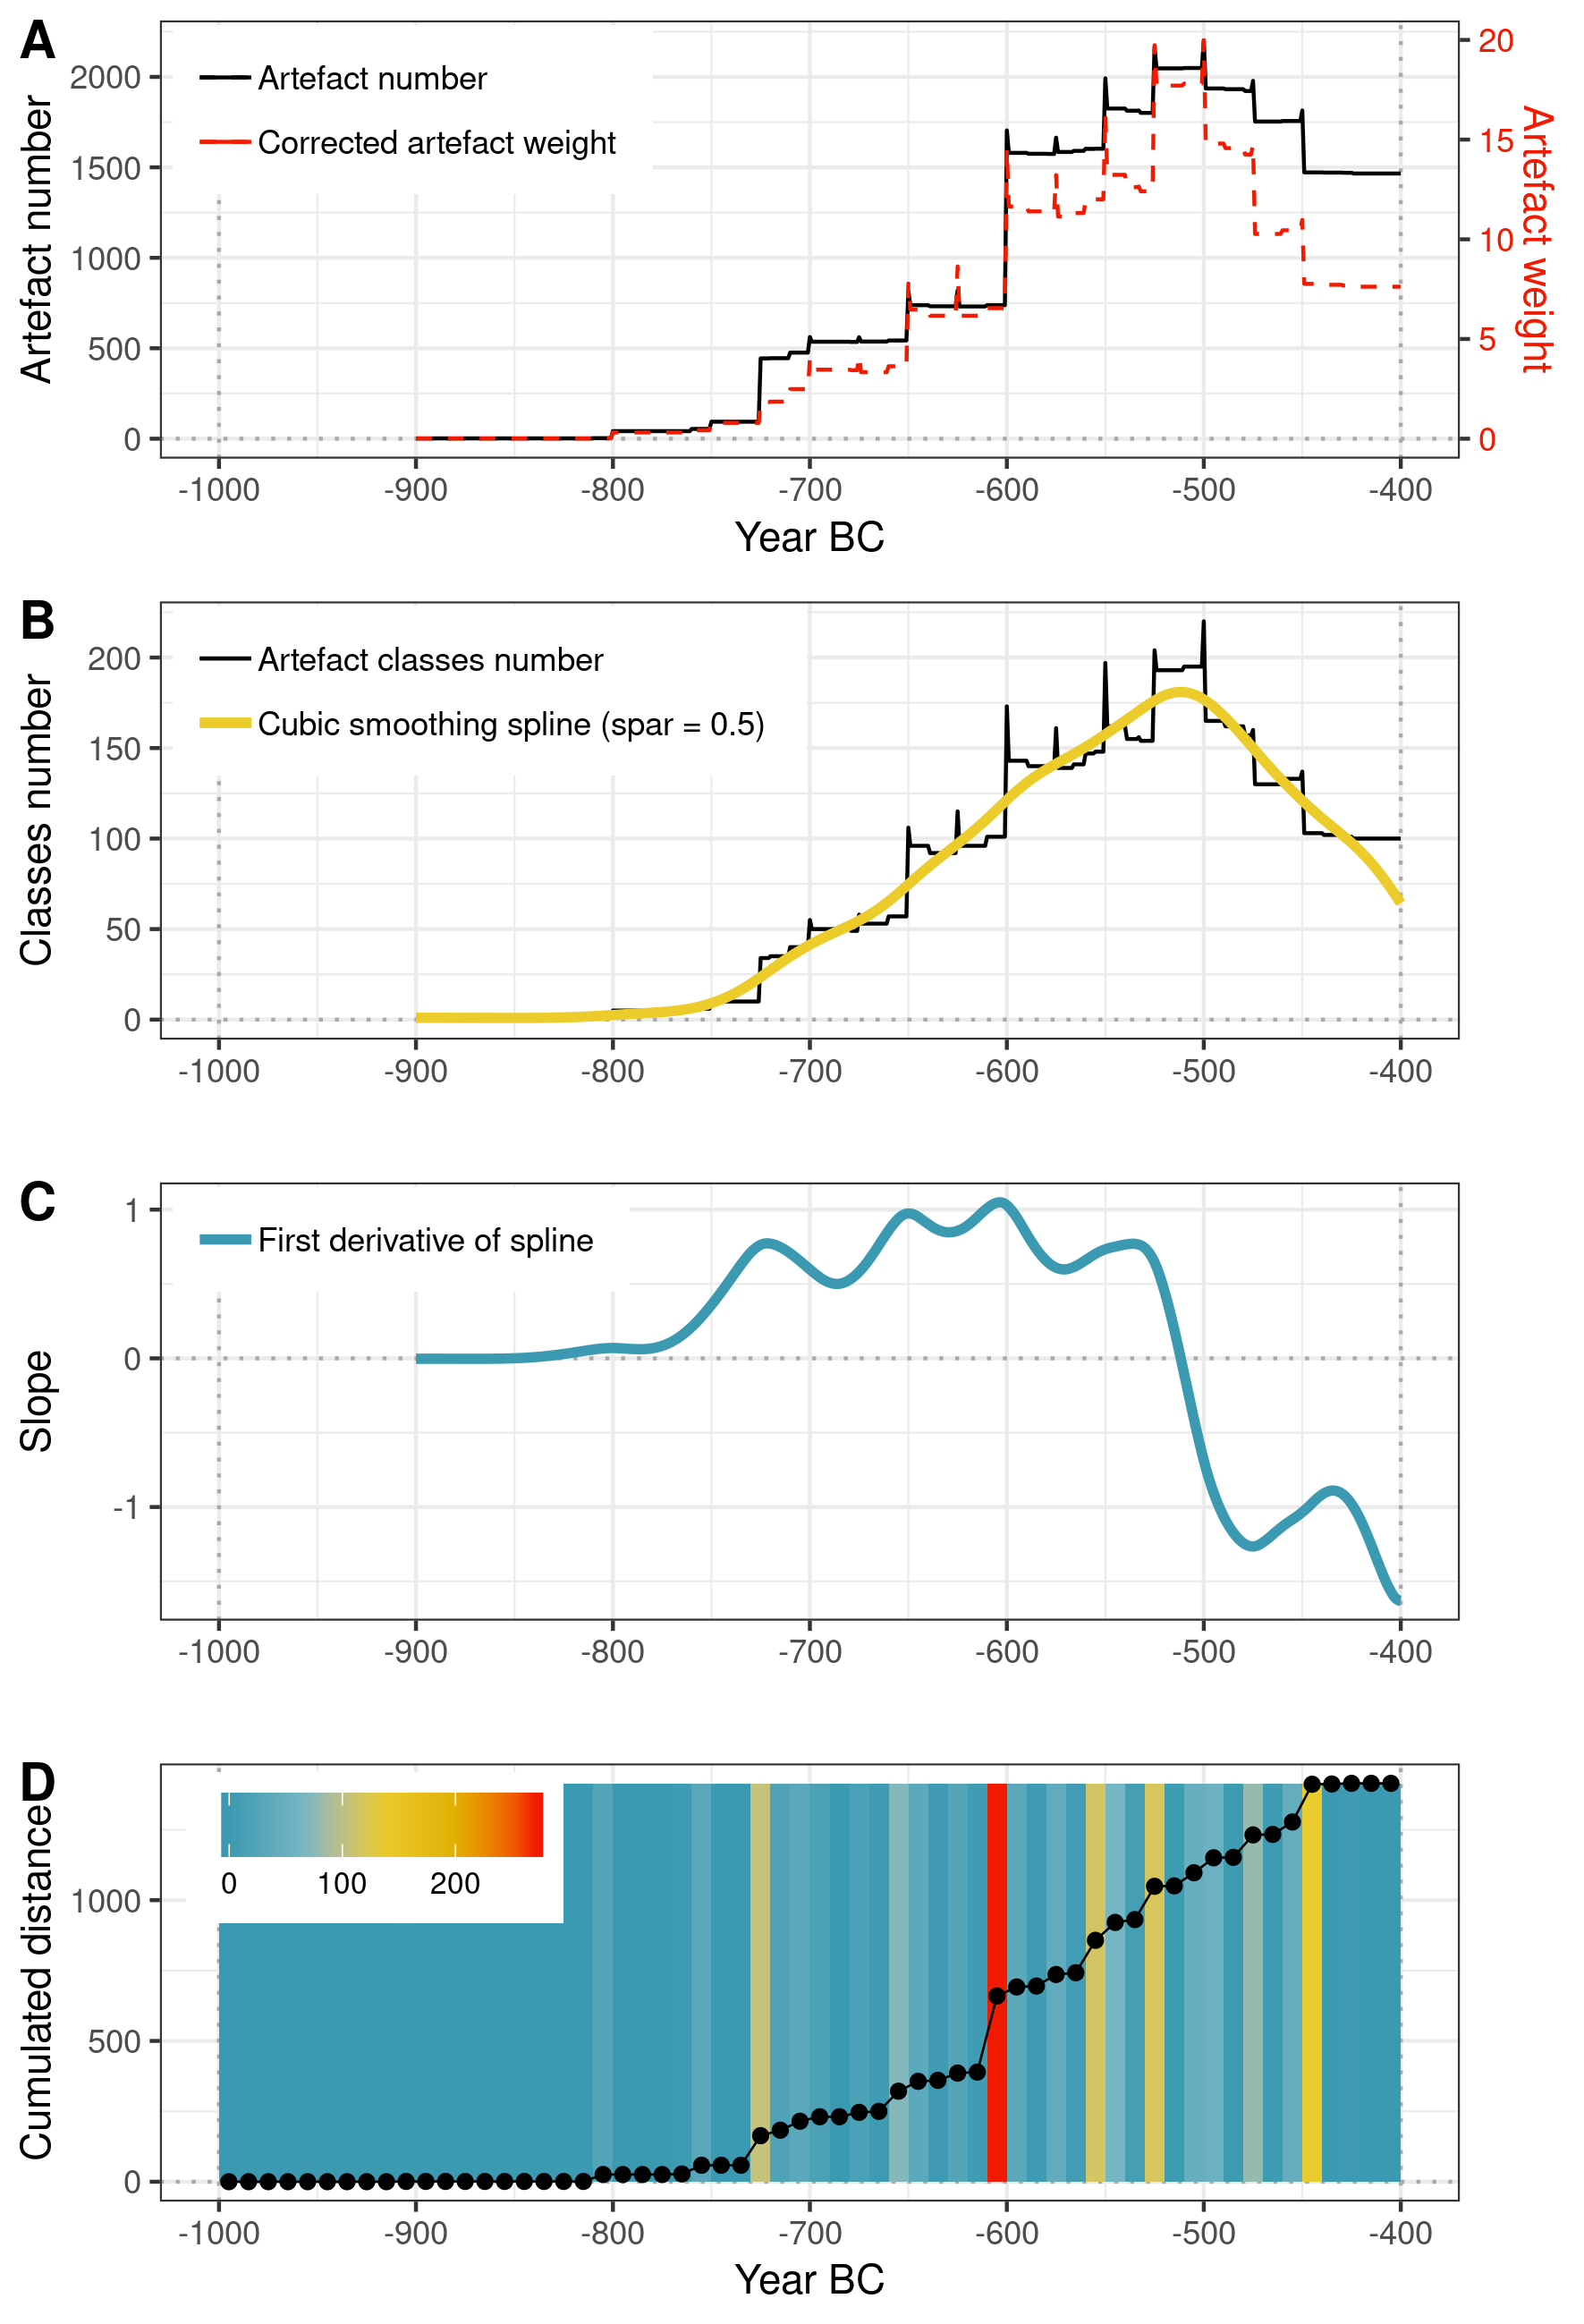 A
Artefact number
2000
1500
1000
500
0
Artefact number
Corrected artefact weight
20
15
10
5
0
Artefact weight
-1000 -900 -800 -700 -600 -500 -400
Year BC
B
Classes number
200
150
100
50
0
Artefact classes number
Cubic smoothing spline (spar = 0.5)
-1000 -900 -800 -700 -600 -500 -400
C
Slope
1
0
-1
First derivative of spline
-1000 -900 -800 -700 -600 -500 -400
D
Cumulated distance
1000
500
0
0 100 200
-1000 -900 -800 -700 -600 -500 -400
Year BC